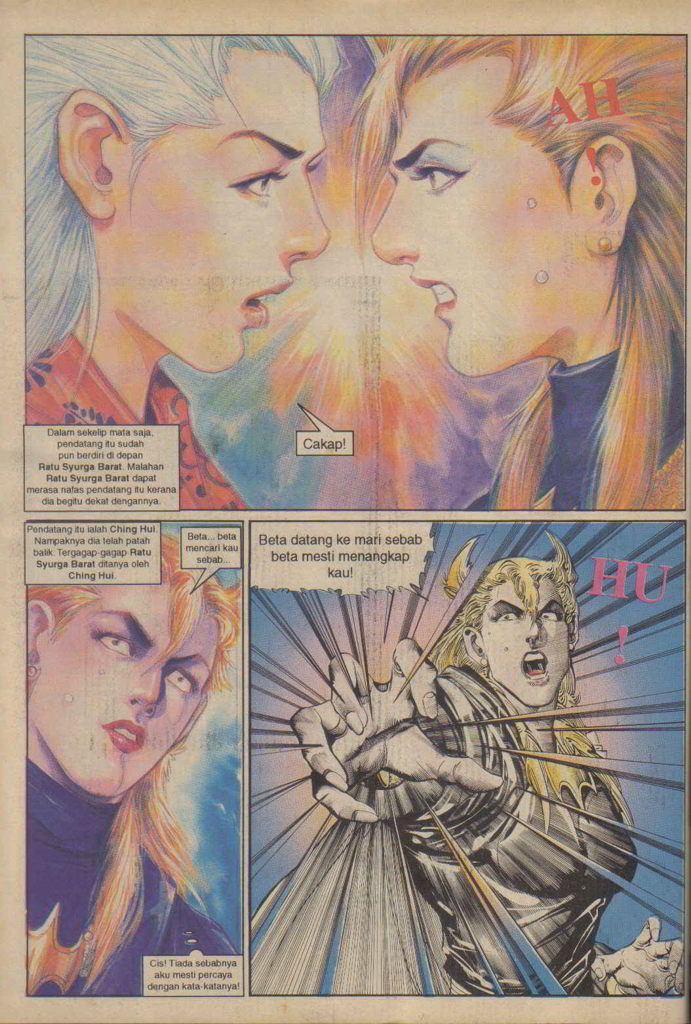 AH
!
Dalam sekelip mata saja,
pendatang itu sudah
pun berdiri di depan
Ratu Syurga Barat. Malahan
Ratu Syurga Barat dapat
merasa nafas pendatang itu kerana
dia begitu dekat dengannya.
Cakap!
Pendatang itu ialah Ching Hui.
Nampaknya dia telah patah
balik. Tergagap-gagap Ratu
Syurga Barat ditanya oleh
Ching Hui.
Beta... beta
mencari kau
sebab...
Cis! Tiada sebabnya
aku mesti percaya
dengan kata-katanya!
Beta datang ke mari sebab
beta mesti menangkap
kau!
HU
!